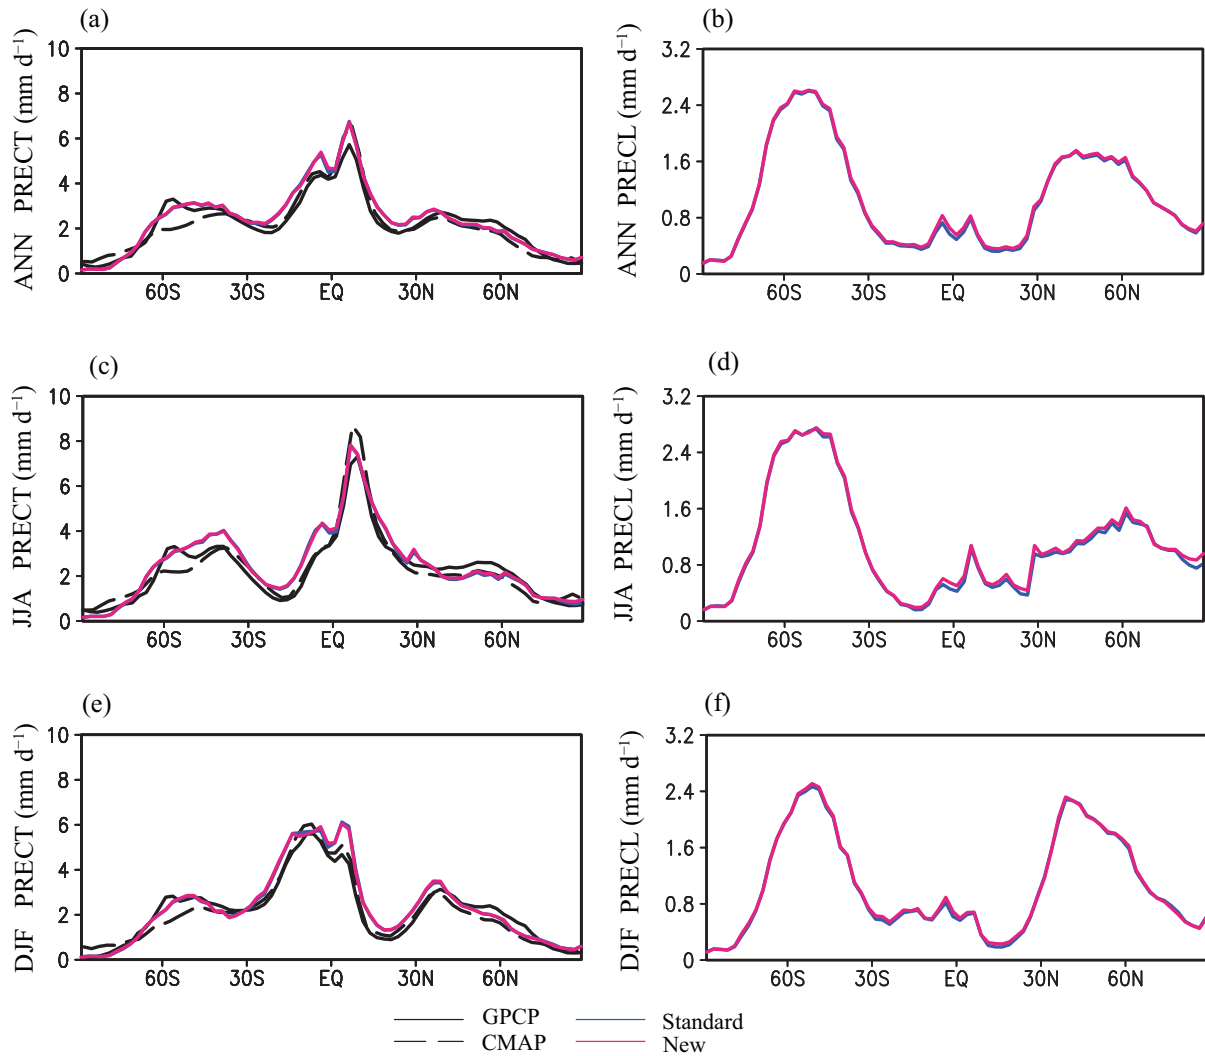 (a)
(b)
ANN PRECT (mm d⁻¹)
10
8
6
4
2
0
60S 30S EQ 30N 60N
ANN PRECL (mm d⁻¹)
3.2
2.4
1.6
0.8
0
60S 30S EQ 30N 60N
(c)
(d)
JJA PRECT (mm d⁻¹)
10
8
6
4
2
0
60S 30S EQ 30N 60N
JJA PRECL (mm d⁻¹)
3.2
2.4
1.6
0.8
0
60S 30S EQ 30N 60N
(e)
(f)
DJF PRECT (mm d⁻¹)
10
8
6
4
2
0
60S 30S EQ 30N 60N
DJF PRECL (mm d⁻¹)
3.2
2.4
1.6
0.8
0
60S 30S EQ 30N 60N
GPCP
CMAP
Standard
New